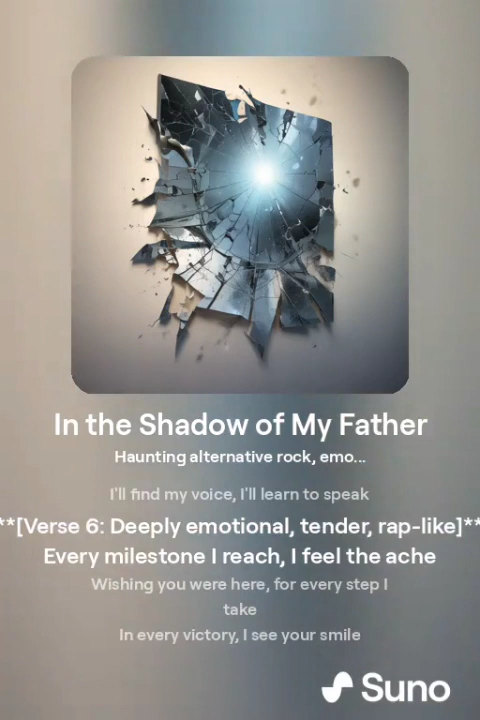 In the Shadow of My Father
Haunting alternative rock, emo...
I'll find my voice, I'll learn to speak
**[Verse 6: Deeply emotional, tender, rap-like]**
Every milestone I reach, I feel the ache
Wishing you were here, for every step I
take
In every victory, I see your smile
Suno